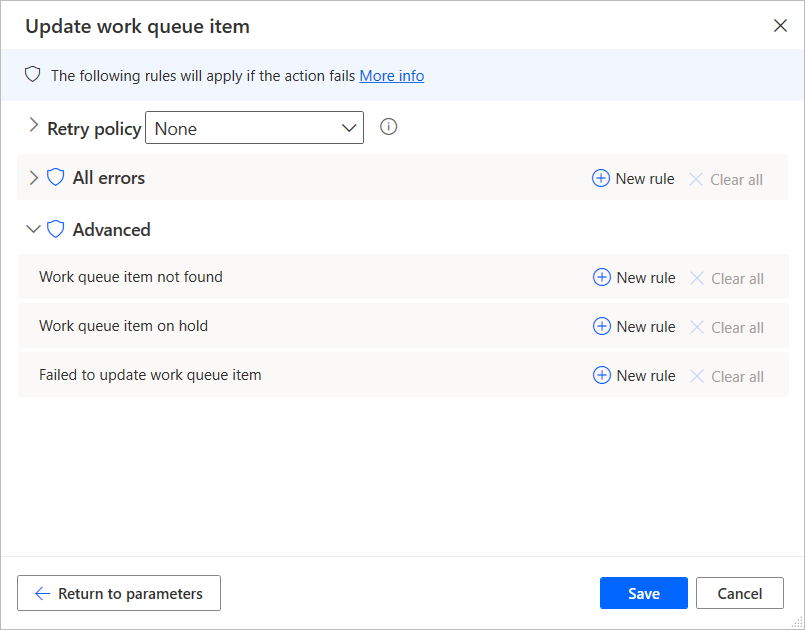 Update work queue item
The following rules will apply if the action fails More info
Retry policy None
All errors New rule Clear all
Advanced
Work queue item not found New rule Clear all
Work queue item on hold New rule Clear all
Failed to update work queue item New rule Clear all
Return to parameters Save Cancel